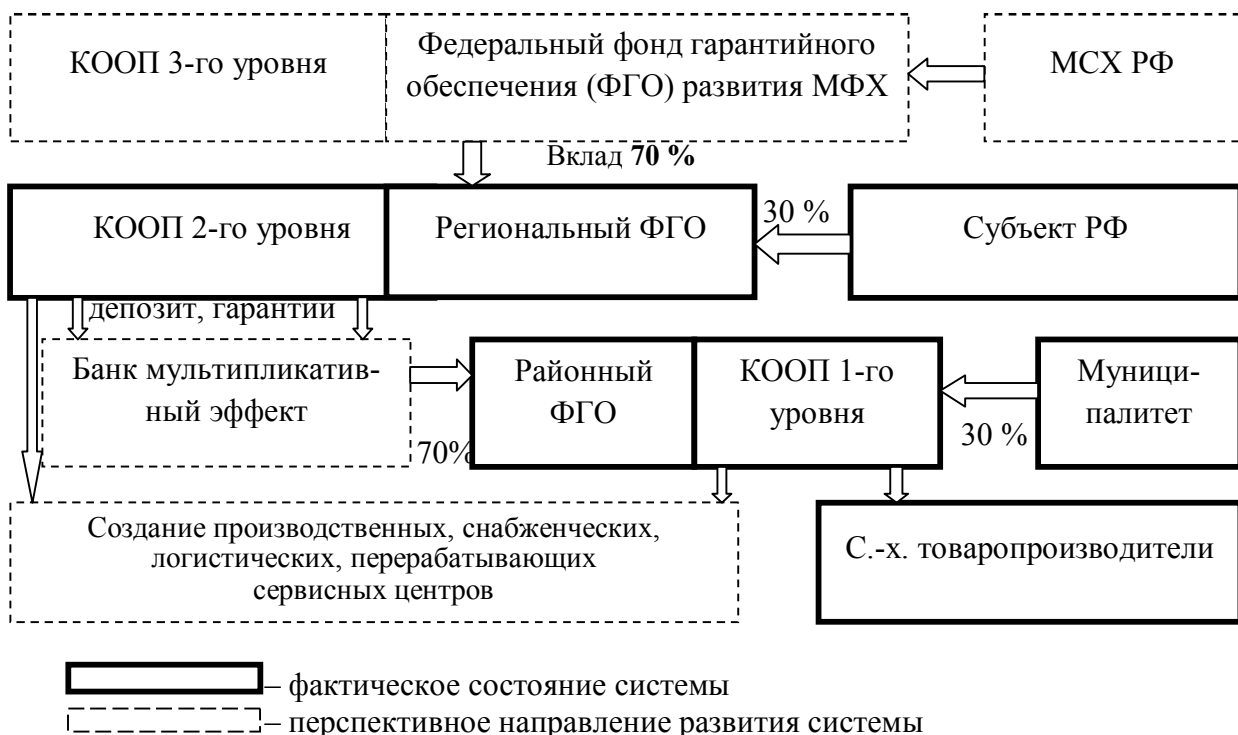 КООП 3-го уровня
Федеральный фонд гарантийного
обеспечения (ФГО) развития МФХ
МСХ РФ
Вклад 70 %
КООП 2-го уровня
Региональный ФГО
30 %
Субъект РФ
депозит, гарантии
Банк мультипликатив-
ный эффект
70%
Районный
ФГО
КООП 1-го
уровня
30 %
Муници-
палитет
Создание производственных, снабженческих,
логистических, перерабатывающих
сервисных центров
С.-х. товаропроизводители
– фактическое состояние системы
– перспективное направление развития системы